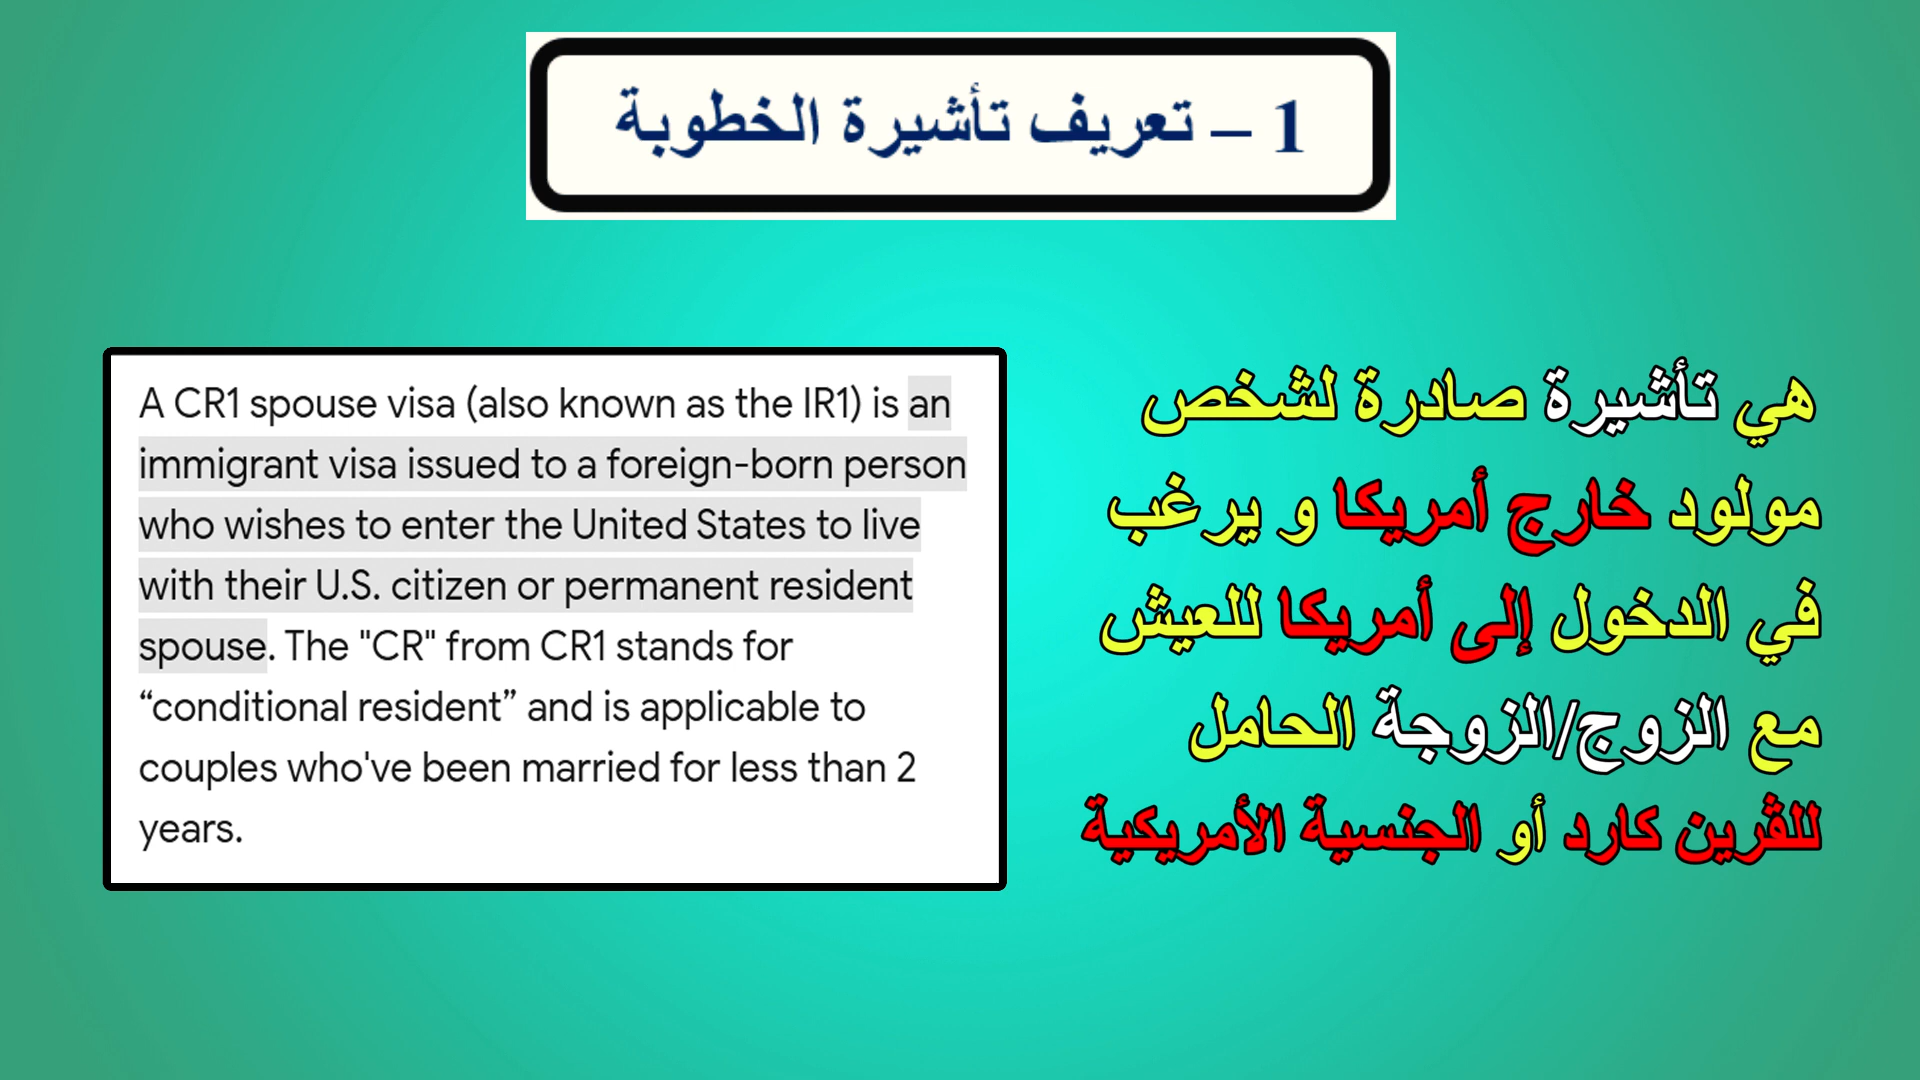 1 – تعريف تأشيرة الخطوبة
A CR1 spouse visa (also known as the IR1) is an
immigrant visa issued to a foreign-born person
who wishes to enter the United States to live
with their U.S. citizen or permanent resident
spouse. The "CR" from CR1 stands for
“conditional resident” and is applicable to
couples who've been married for less than 2
years.
هي تأشيرة صادرة لشخص
مولود خارج أمريكا و يرغب
في الدخول إلى أمريكا للعيش
مع الزوج/الزوجة الحامل
للڤرين كارد أو الجنسية الأمريكية